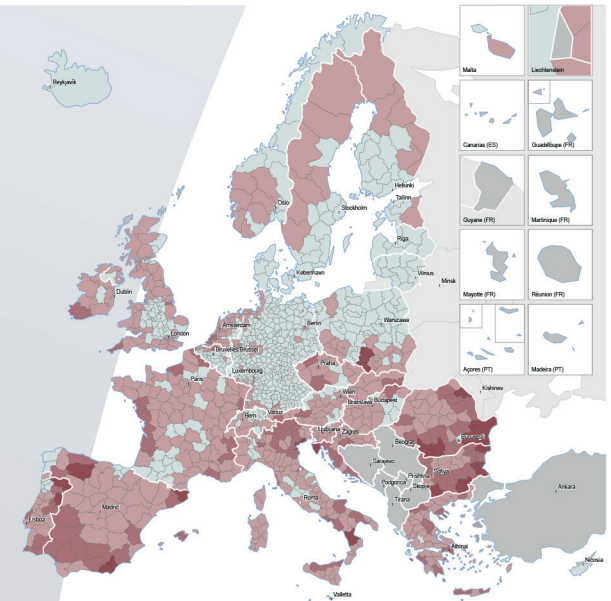 Malta
Liechtenstein
Reykjavík
Canarias (ES)
Guadeloupe (FR)
Helsinki
Tallinn
Oslo
Stockholm
Guyane (FR)
Martinique (FR)
Riga
København
Vilnius
Minsk
Dublin
Mayotte (FR)
Réunion (FR)
Amsterdam
Berlin
Warszawa
London
Bruxelles/Brussel
Praha
Luxembourg
Açores (PT)
Madeira (PT)
Paris
Kishinev
Wien
Bratislava
Budapest
Bern
Vaduz
Ljubljana
Zagreb
Beograd
Bucuresti
Sarajevo
Prishtina
Sofiya
Podgorica
Skopje
Roma
Tirana
Madrid
Lisboa
Ankara
Athinai
Nicosia
Valletta